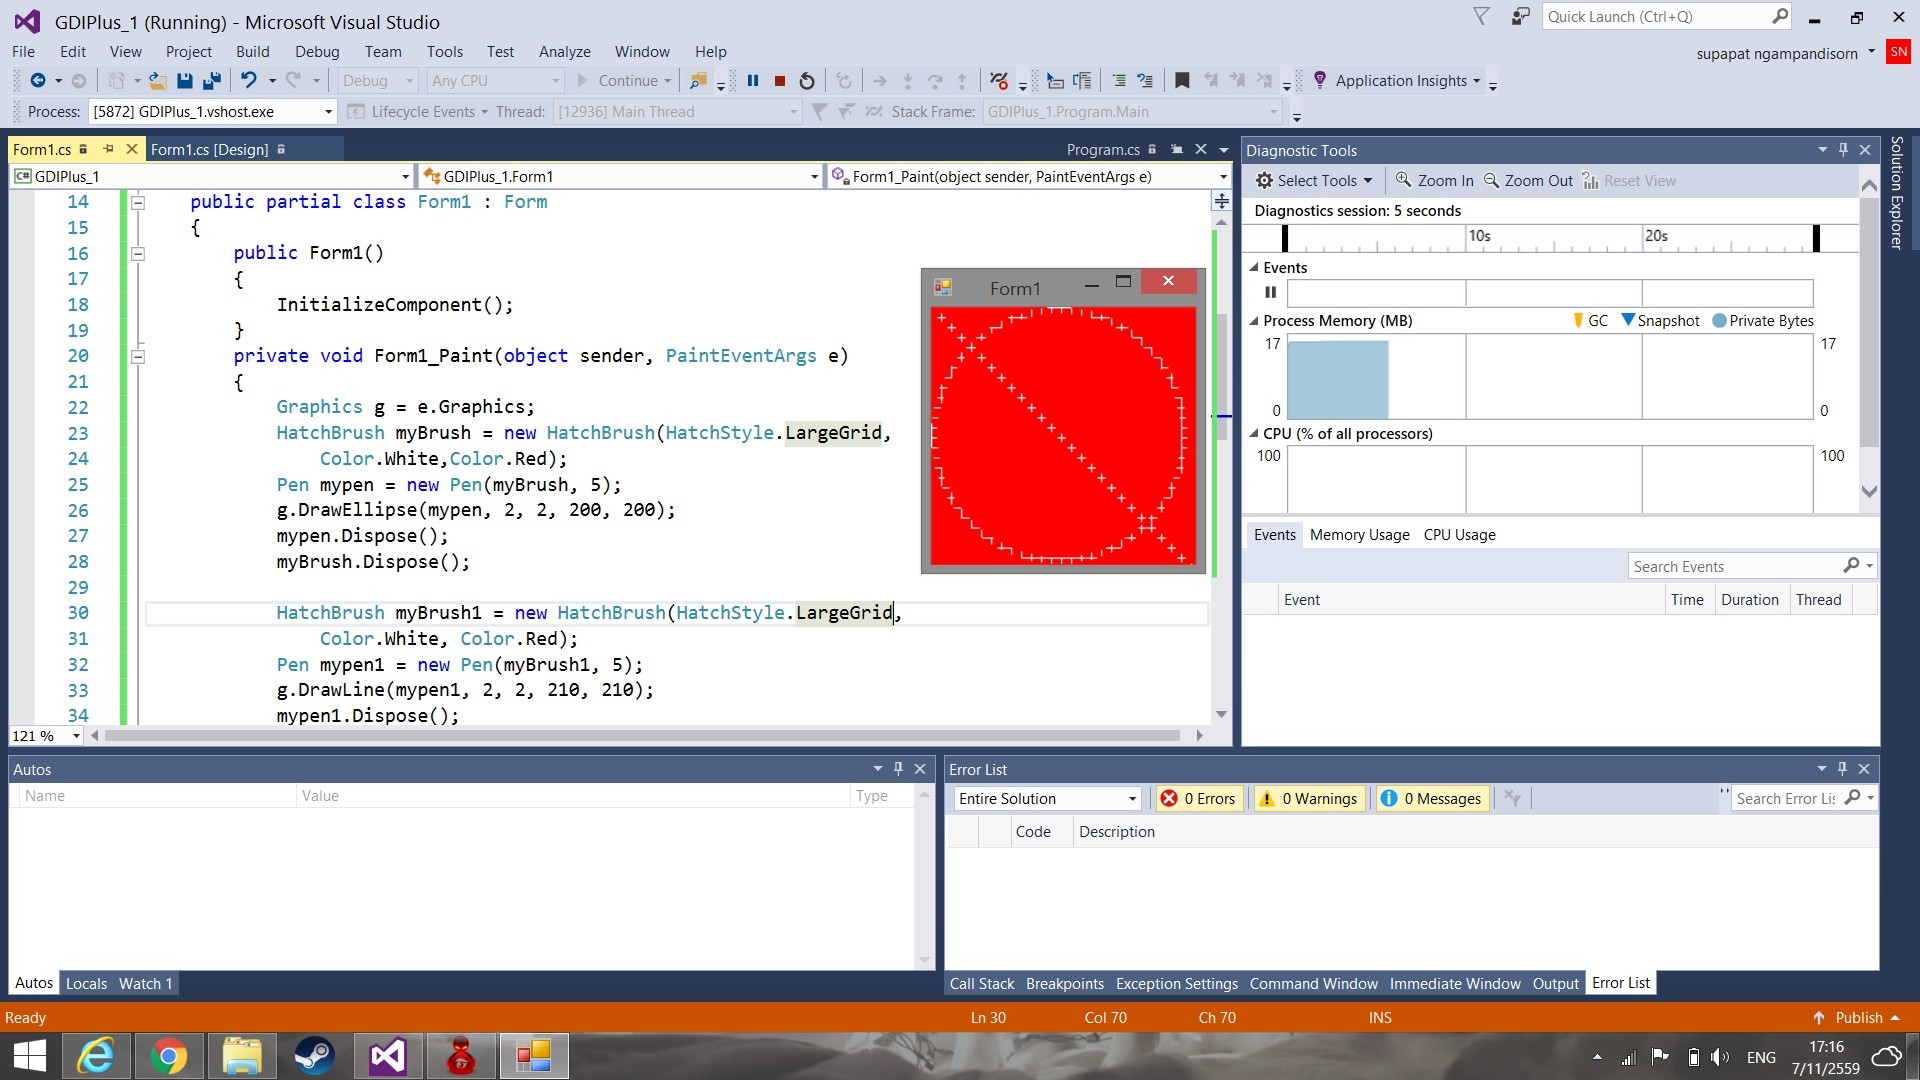 GDIPlus_1 (Running) - Microsoft Visual Studio
Quick Launch (Ctrl+Q)
File Edit View Project Build Debug Team Tools Test Analyze Window Help
supapat ngampandisorn SN
Debug Any CPU Continue Application Insights
Process: [5872] GDIPlus_1.vshost.exe Lifecycle Events Thread: [12936] Main Thread Stack Frame: GDIPlus_1.Program.Main
Form1.cs Form1.cs [Design] Program.cs
GDIPlus_1 GDIPlus_1.Form1 Form1_Paint(object sender, PaintEventArgs e)
14 public partial class Form1 : Form
15 {
16 public Form1()
17 {
18 InitializeComponent();
19 }
20 private void Form1_Paint(object sender, PaintEventArgs e)
21 {
22 Graphics g = e.Graphics;
23 HatchBrush myBrush = new HatchBrush(HatchStyle.LargeGrid,
24 Color.White,Color.Red);
25 Pen mypen = new Pen(myBrush, 5);
26 g.DrawEllipse(mypen, 2, 2, 200, 200);
27 mypen.Dispose();
28 myBrush.Dispose();
29
30 HatchBrush myBrush1 = new HatchBrush(HatchStyle.LargeGrid,
31 Color.White, Color.Red);
32 Pen mypen1 = new Pen(myBrush1, 5);
33 g.DrawLine(mypen1, 2, 2, 210, 210);
34 mypen1.Dispose();
121 %
Form1
Diagnostic Tools
Select Tools Zoom In Zoom Out Reset View
Diagnostics session: 5 seconds
10s 20s
Events
Process Memory (MB) GC Snapshot Private Bytes
17 17
0 0
CPU (% of all processors)
100 100
Events Memory Usage CPU Usage
Search Events
Event Time Duration Thread
Solution Explorer
Autos
Name Value Type
Autos Locals Watch 1
Error List
Entire Solution 0 Errors 0 Warnings 0 Messages Search Error Lis
Code Description
Call Stack Breakpoints Exception Settings Command Window Immediate Window Output Error List
Ready Ln 30 Col 70 Ch 70 INS Publish
ENG
17:16
7/11/2559